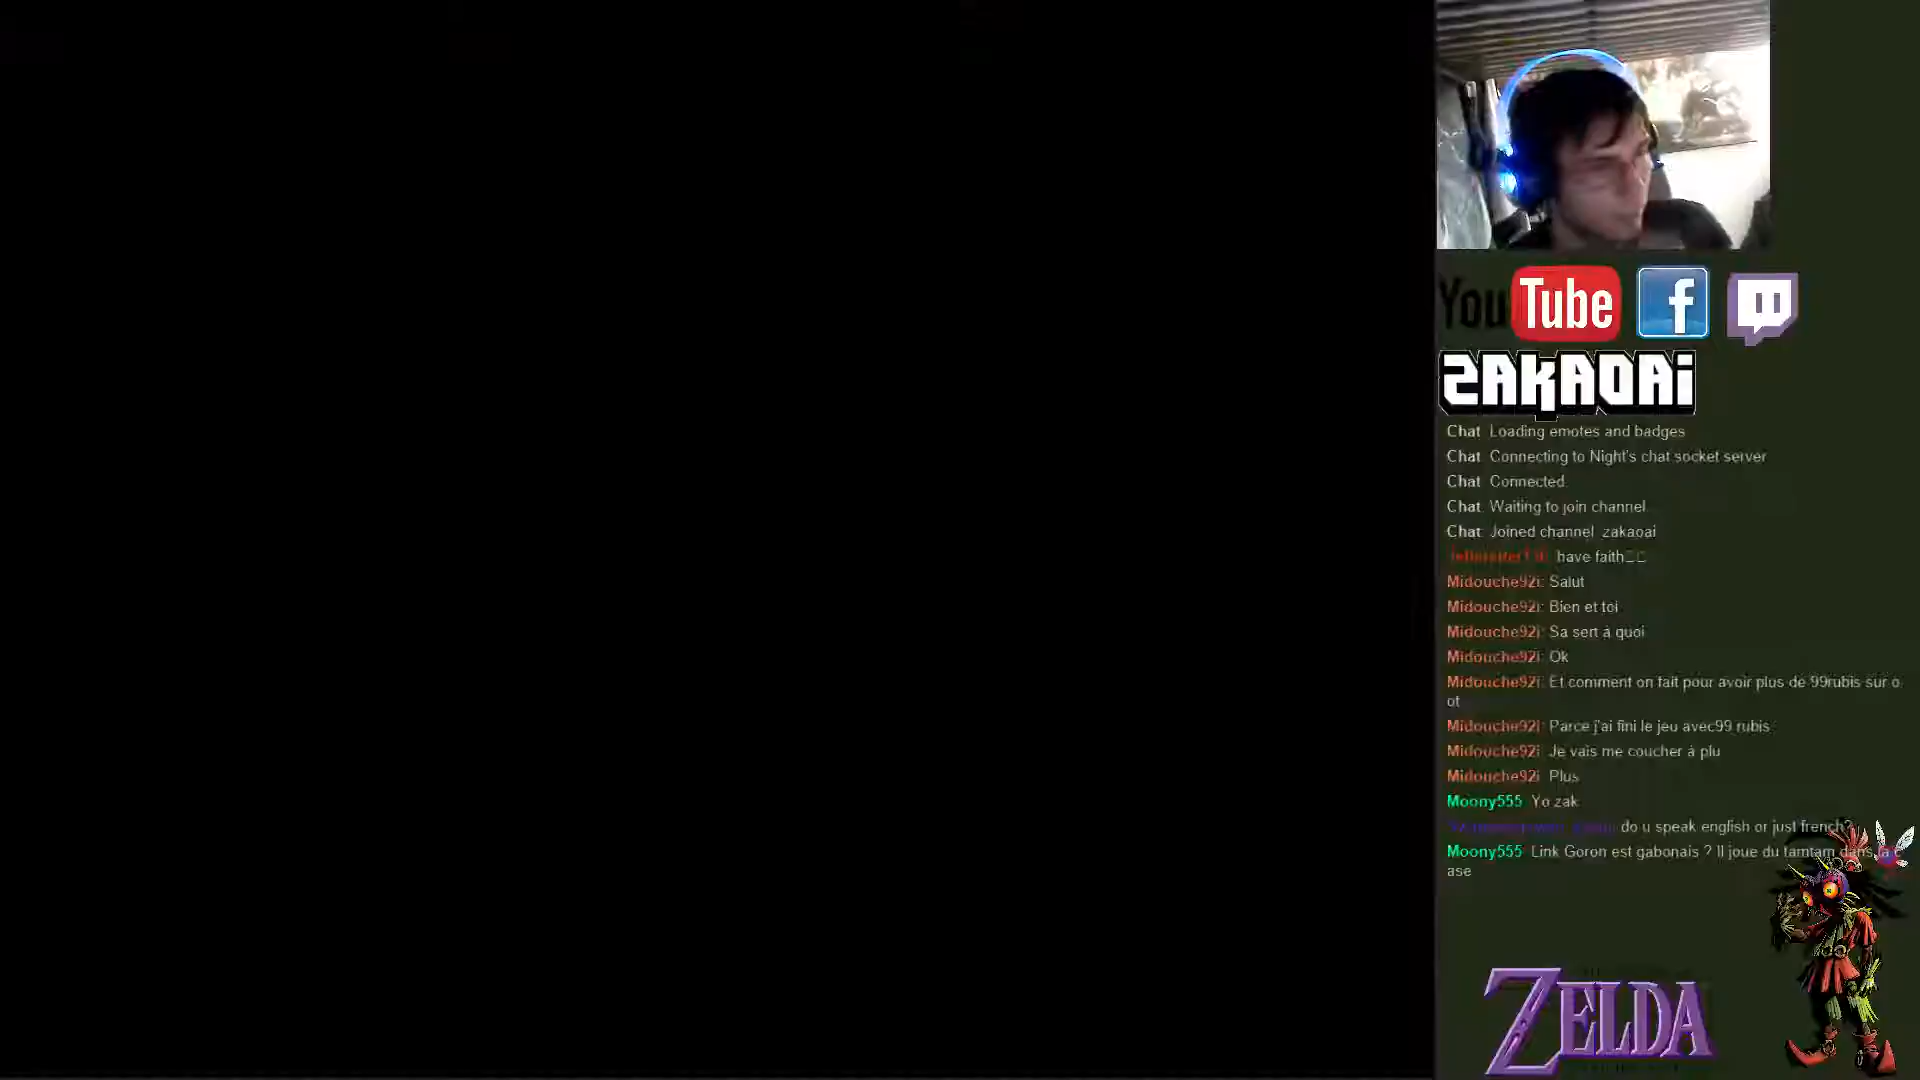 You Tube f
ZAKAOAi
Chat Loading emotes and badges
Chat Connecting to Night's chat socket server
Chat Connected
Chat Waiting to join channel
Chat Joined channel zakaoai
have faith
Midouche92i: Salut
Midouche92i: Bien et toi
Midouche92i: Sa sert à quoi
Midouche92i: Ok
Midouche92i: Et comment on fait pour avoir plus de 99rubis sur o
ot
Midouche92i: Parce j'ai fini le jeu avec99 rubis
Midouche92i: Je vais me coucher à plu
Midouche92i: Plus
Moony555 Yo zak
do u speak english or just french?
Moony555 Link Goron est gabonais ? Il joue du tamtam dans la c
ase
ZELDA